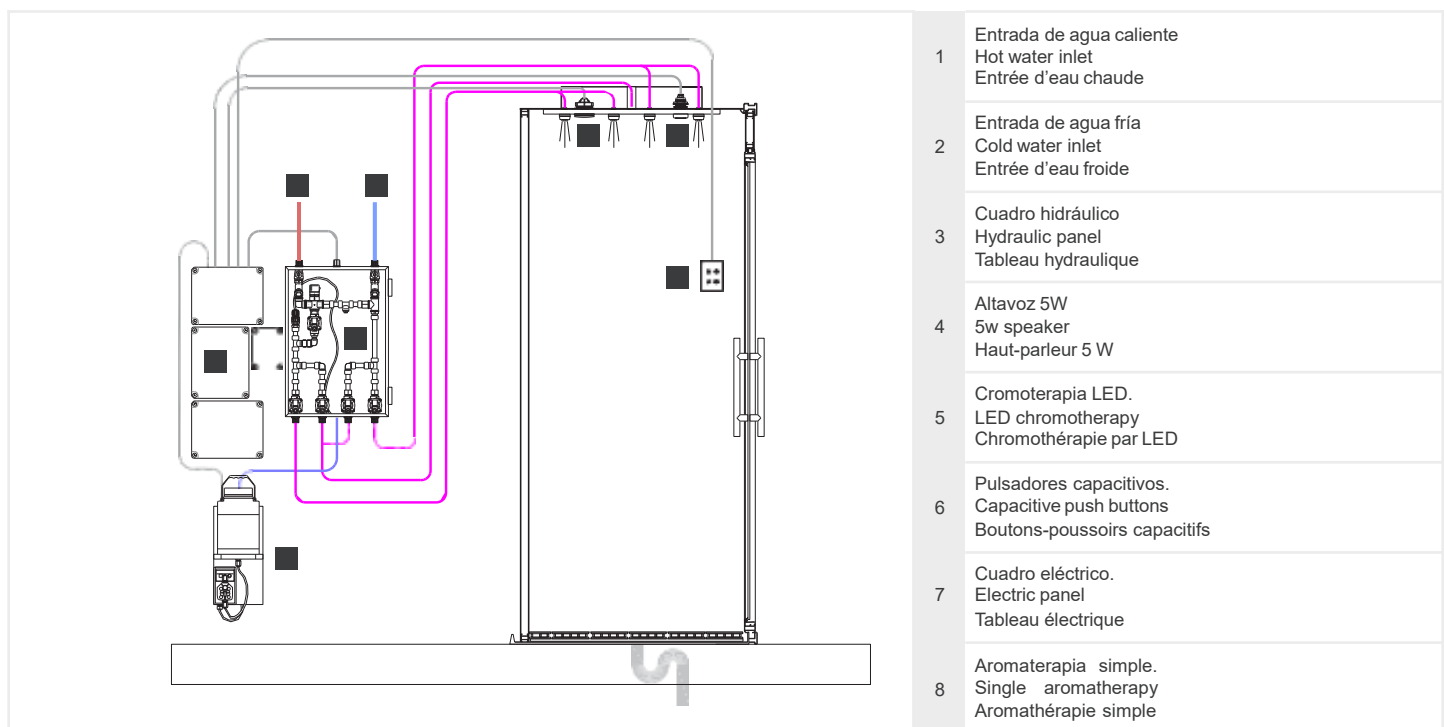 1
Entrada de agua caliente
Hot water inlet
Entrée d’eau chaude
2
Entrada de agua fría
Cold water inlet
Entrée d’eau froide
3
Cuadro hidráulico
Hydraulic panel
Tableau hydraulique
4
Altavoz 5W
5w speaker
Haut-parleur 5 W
5
Cromoterapia LED.
LED chromotherapy
Chromothérapie par LED
6
Pulsadores capacitivos.
Capacitive push buttons
Boutons-poussoirs capacitifs
7
Cuadro eléctrico.
Electric panel
Tableau électrique
8
Aromaterapia simple.
Single aromatherapy
Aromathérapie simple